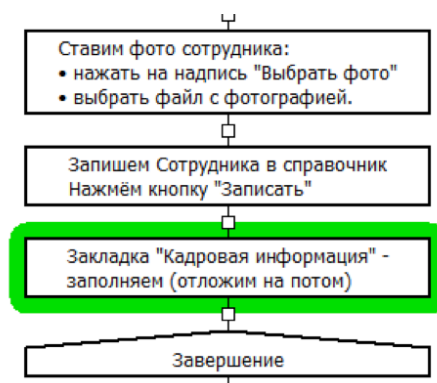 Ставим фото сотрудника:
• нажать на надпись "Выбрать фото"
• выбрать файл с фотографией.
Запишем Сотрудника в справочник
Нажмём кнопку "Записать"
Закладка "Кадровая информация" -
заполняем (отложим на потом)
Завершение